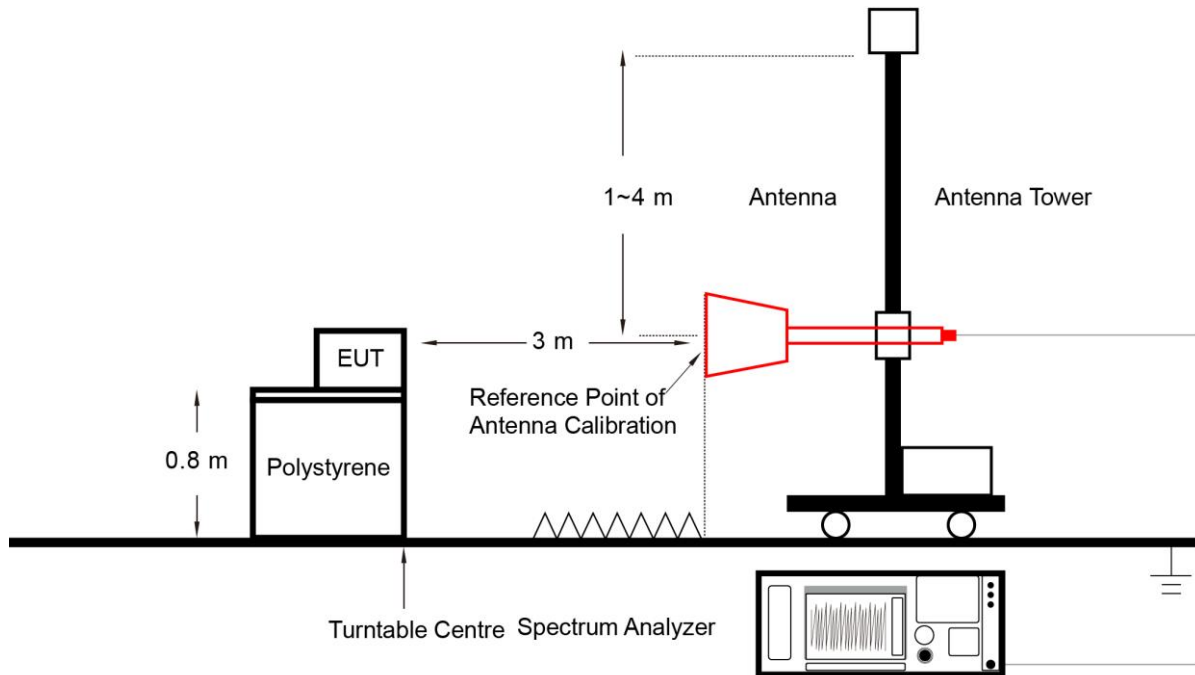 1~4 m
Antenna
Antenna Tower
EUT
3 m
Reference Point of
Antenna Calibration
0.8 m
Polystyrene
Turntable Centre
Spectrum Analyzer